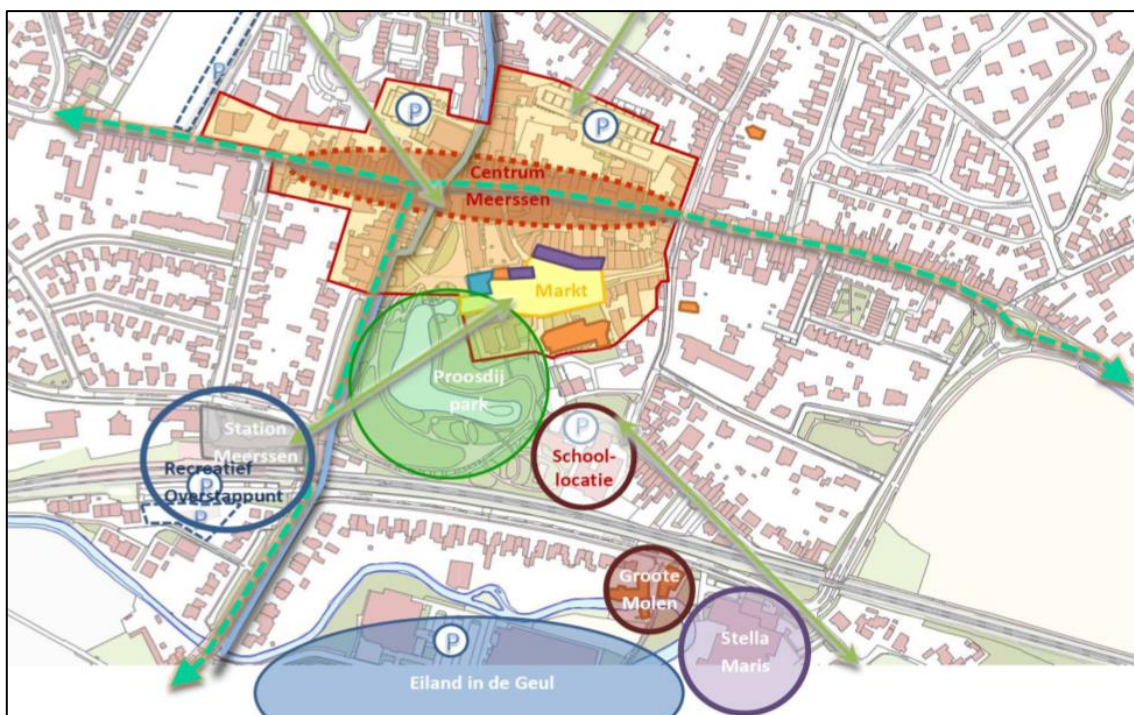 P
P
P
Centrum
Meerssen
Markt
Proosdij
park
Station
Meerssen
Recreatief
Overstappunt
P
P
P
School-
locatie
Groote
Molen
Stella
Maris
P
Eiland in de Geul